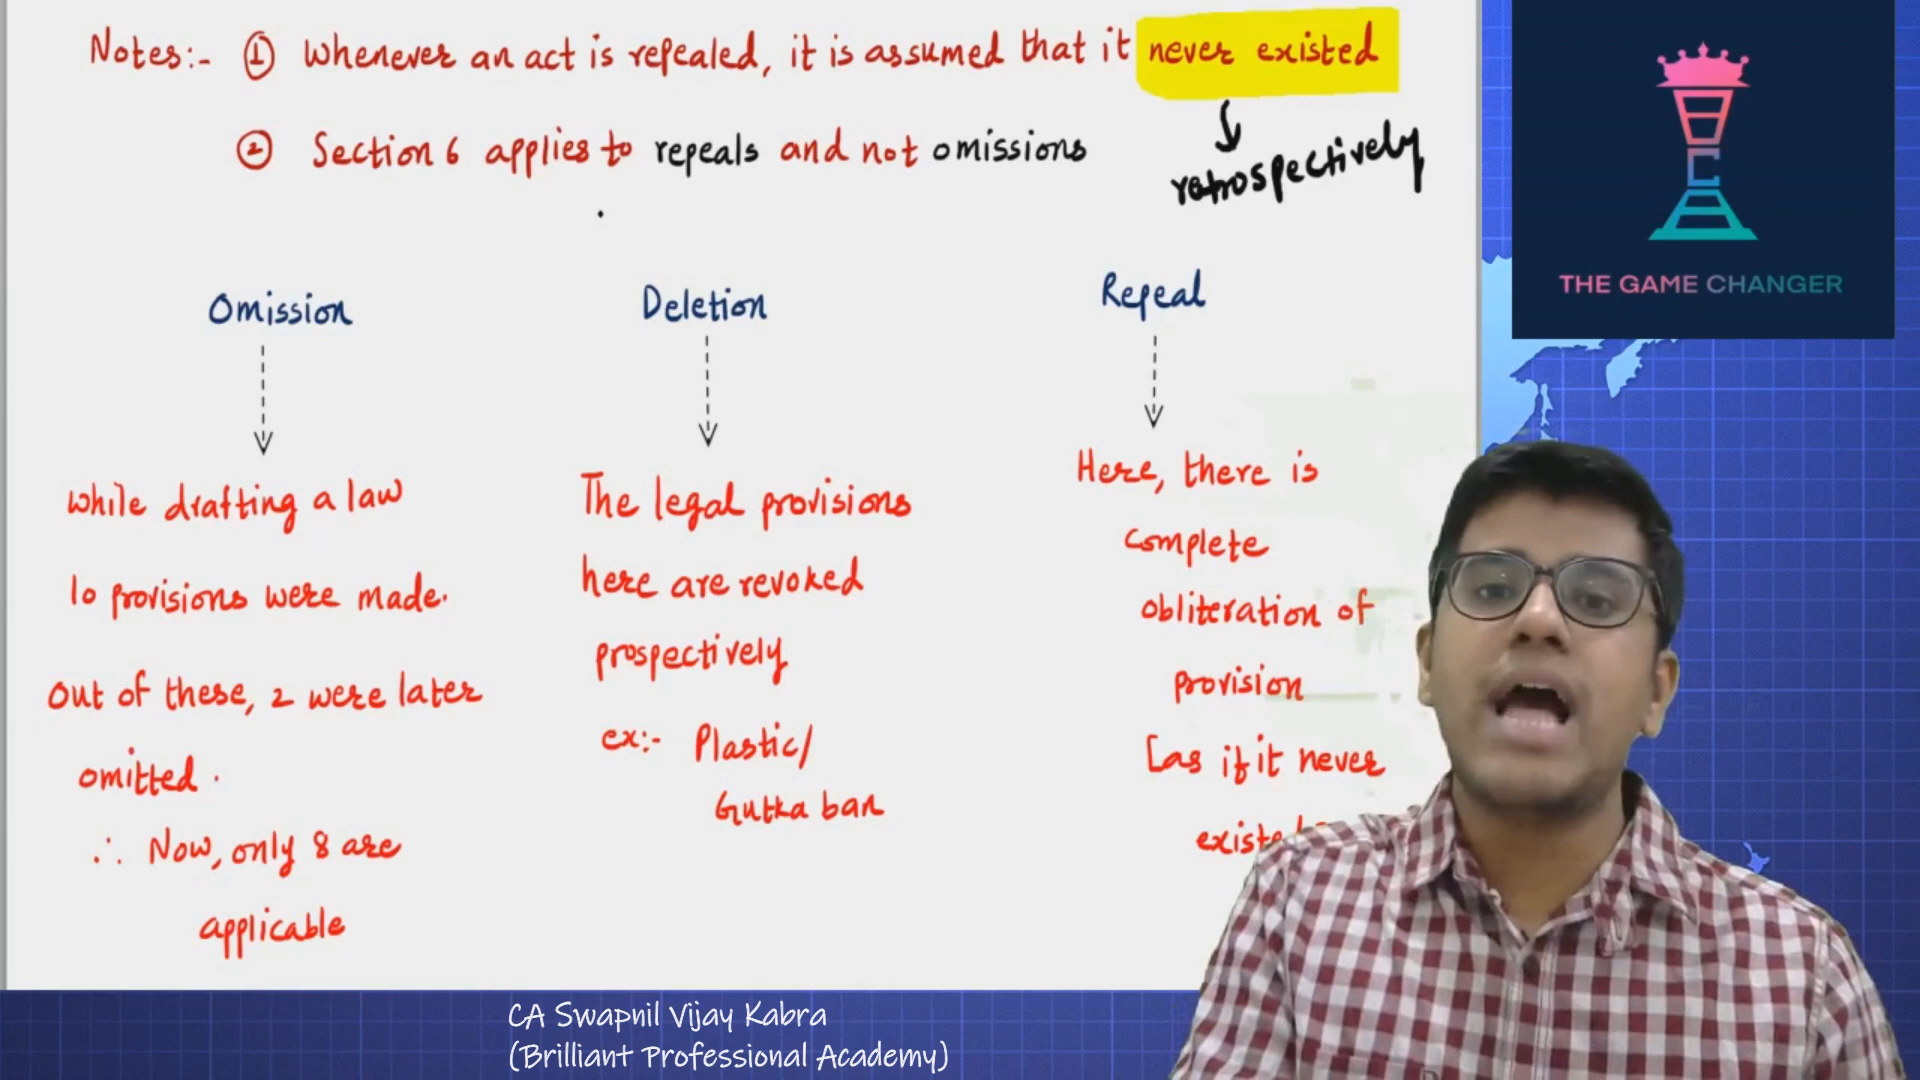 Notes:- ① Whenever an act is repealed, it is assumed that it never existed
retrospectively
② Section 6 applies to repeals and not omissions
Omission
while drafting a law
10 provisions were made.
Out of these, 2 were later
omitted.
∴ Now, only 8 are
applicable
Deletion
The legal provisions
here are revoked
prospectively
ex:- Plastic/
Gutka ban
Repeal
Here, there is
complete
obliteration of
provision
[as if it never
THE GAME CHANGER
CA Swapnil Vijay Kabra
(Brilliant Professional Academy)